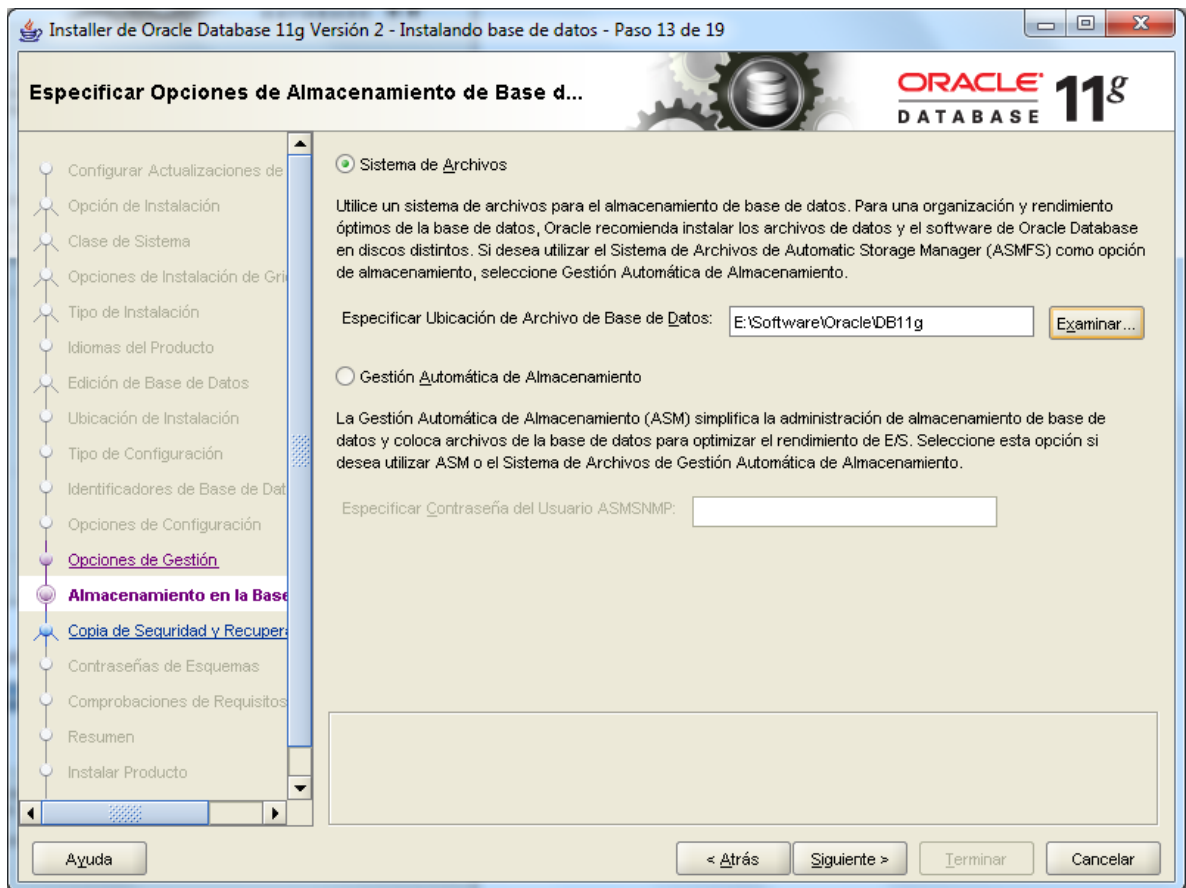 Installer de Oracle Database 11g Versión 2 - Instalando base de datos - Paso 13 de 19
Especificar Opciones de Almacenamiento de Base d...
ORACLE
DATABASE
11g
Configurar Actualizaciones de
Opción de Instalación
Clase de Sistema
Opciones de Instalación de Gri
Tipo de Instalación
Idiomas del Producto
Edición de Base de Datos
Ubicación de Instalación
Tipo de Configuración
Identificadores de Base de Dat
Opciones de Configuración
Opciones de Gestión
Almacenamiento en la Base
Copia de Seguridad y Recuper
Contraseñas de Esquemas
Comprobaciones de Requisitos
Resumen
Instalar Producto
Sistema de Archivos
Utilice un sistema de archivos para el almacenamiento de base de datos. Para una organización y rendimiento
óptimos de la base de datos, Oracle recomienda instalar los archivos de datos y el software de Oracle Database
en discos distintos. Si desea utilizar el Sistema de Archivos de Automatic Storage Manager (ASMFS) como opción
de almacenamiento, seleccione Gestión Automática de Almacenamiento.
Especificar Ubicación de Archivo de Base de Datos: E:\Software\Oracle\DB11g Examinar...
Gestión Automática de Almacenamiento
La Gestión Automática de Almacenamiento (ASM) simplifica la administración de almacenamiento de base de
datos y coloca archivos de la base de datos para optimizar el rendimiento de E/S. Seleccione esta opción si
desea utilizar ASM o el Sistema de Archivos de Gestión Automática de Almacenamiento.
Especificar Contraseña del Usuario ASMSNMP:
Ayuda < Atrás Siguiente > Terminar Cancelar